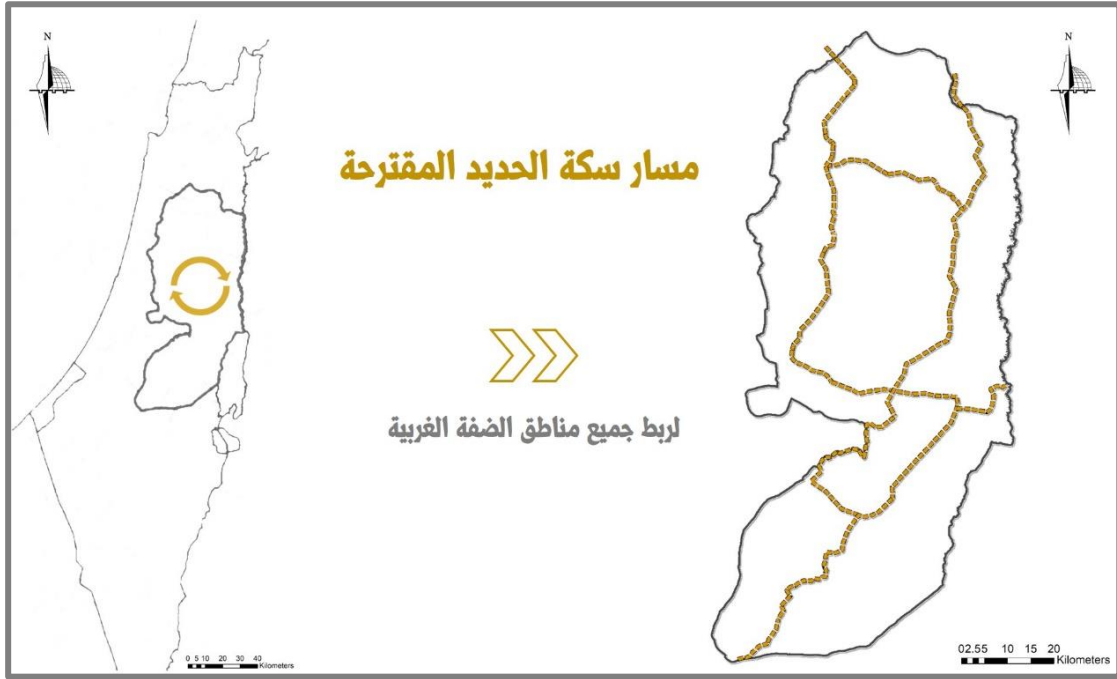 N
N
مسار سكة الحديد المقترحة
لربط جميع مناطق الضفة الغربية
0 5 10 20 30 40
Kilometers
02.55 10 15 20
Kilometers